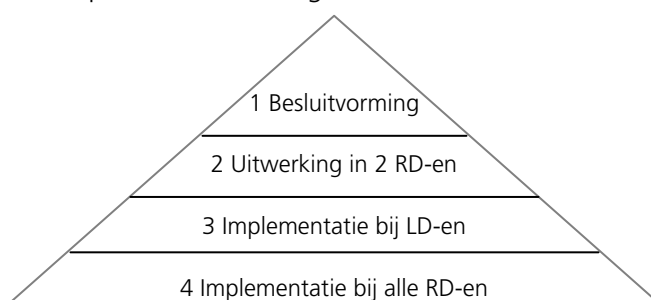 1 Besluitvorming
2 Uitwerking in 2 RD-en
3 Implementatie bij LD-en
4 Implementatie bij alle RD-en